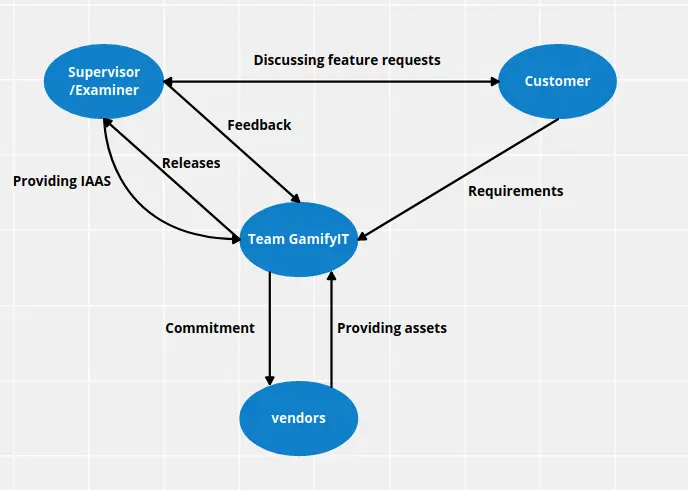 Discussing feature requests
Supervisor
/Examiner
Customer
Feedback
Releases
Providing IAAS
Requirements
Team GamifyIT
Commitment
Providing assets
vendors